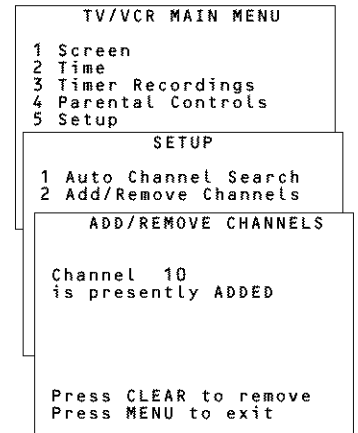 TV/VCR MAIN MENU
1 Screen
2 Time
3 Timer Recordings
4 Parental Controls
5 Setup
SETUP
1 Auto Channel Search
2 Add/Remove Channels
ADD/REMOVE CHANNELS
Channel 10
is presently ADDED
Press CLEAR to remove
Press MENU to exit